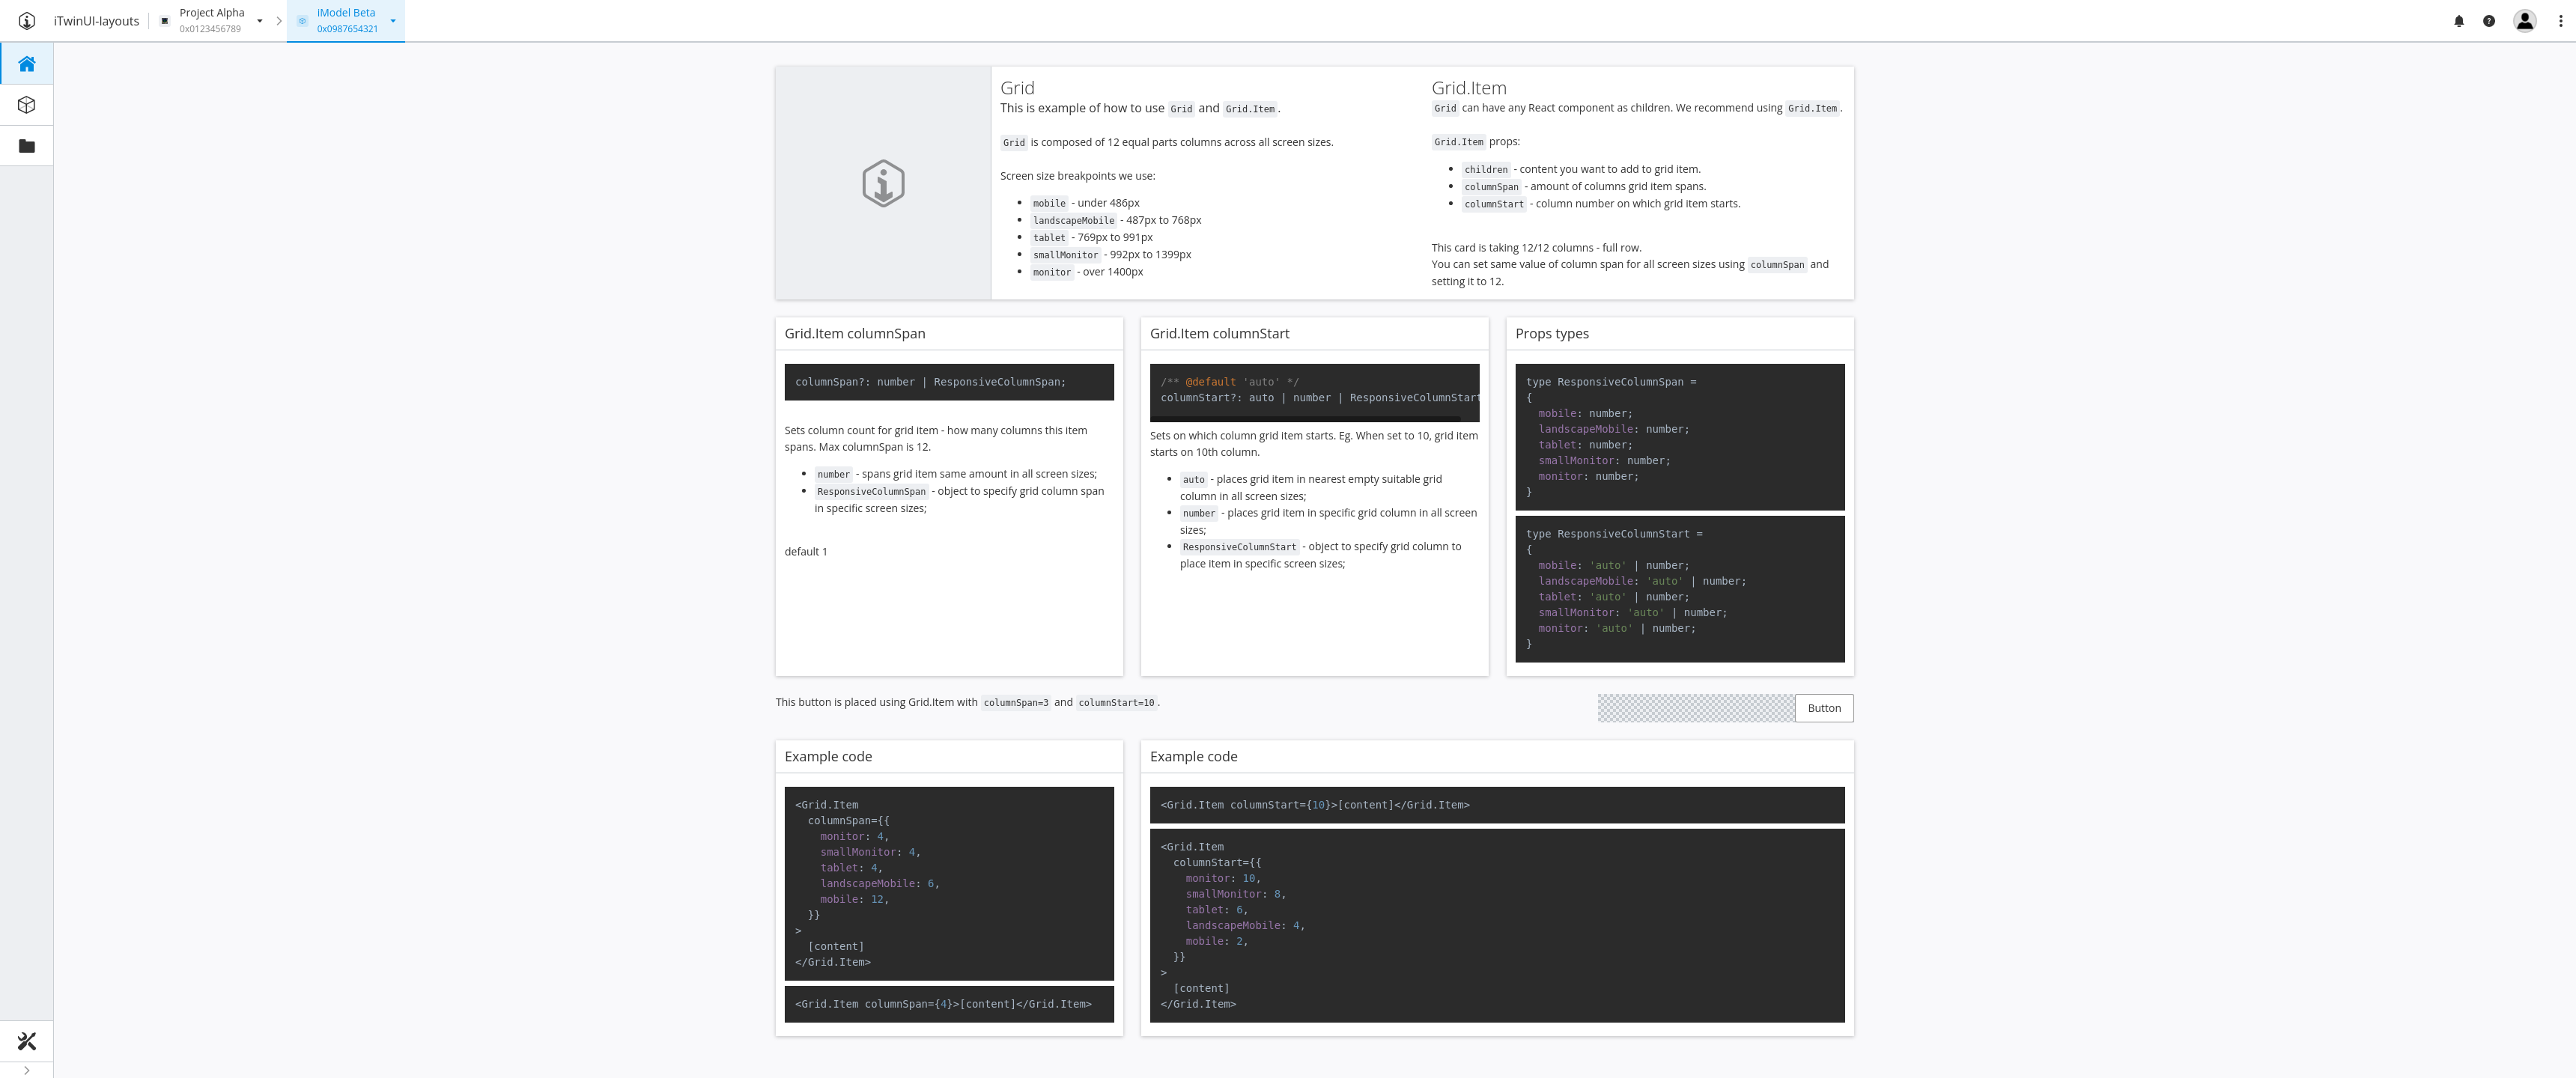 iTwinUI-layouts
Project Alpha
0x0123456789
iModel Beta
0x0987654321
Grid
This is example of how to use Grid and Grid.Item.
Grid is composed of 12 equal parts columns across all screen sizes.
Screen size breakpoints we use:
mobile - under 486px
landscapeMobile - 487px to 768px
tablet - 769px to 991px
smallMonitor - 992px to 1399px
monitor - over 1400px
Grid.Item
Grid can have any React component as children. We recommend using Grid.Item.
Grid.Item props:
children - content you want to add to grid item.
columnSpan - amount of columns grid item spans.
columnStart - column number on which grid item starts.
This card is taking 12/12 columns - full row.
You can set same value of column span for all screen sizes using columnSpan and
setting it to 12.
Grid.Item columnSpan
columnSpan?: number | ResponsiveColumnSpan;
Sets column count for grid item - how many columns this item
spans. Max columnSpan is 12.
number - spans grid item same amount in all screen sizes;
ResponsiveColumnSpan - object to specify grid column span
in specific screen sizes;
default 1
Grid.Item columnStart
/** @default 'auto' */
columnStart?: auto | number | ResponsiveColumnStart
Sets on which column grid item starts. Eg. When set to 10, grid item
starts on 10th column.
auto - places grid item in nearest empty suitable grid
column in all screen sizes;
number - places grid item in specific grid column in all screen
sizes;
ResponsiveColumnStart - object to specify grid column to
place item in specific screen sizes;
Props types
type ResponsiveColumnSpan =
{
mobile: number;
landscapeMobile: number;
tablet: number;
smallMonitor: number;
monitor: number;
}
type ResponsiveColumnStart =
{
mobile: 'auto' | number;
landscapeMobile: 'auto' | number;
tablet: 'auto' | number;
smallMonitor: 'auto' | number;
monitor: 'auto' | number;
}
This button is placed using Grid.Item with columnSpan=3 and columnStart=10.
Button
Example code
<Grid.Item
columnSpan={{
monitor: 4,
smallMonitor: 4,
tablet: 4,
landscapeMobile: 6,
mobile: 12,
}}
>
[content]
</Grid.Item>
<Grid.Item columnSpan={4}>[content]</Grid.Item>
Example code
<Grid.Item columnStart={10}>[content]</Grid.Item>
<Grid.Item
columnStart={{
monitor: 10,
smallMonitor: 8,
tablet: 6,
landscapeMobile: 4,
mobile: 2,
}}
>
[content]
</Grid.Item>